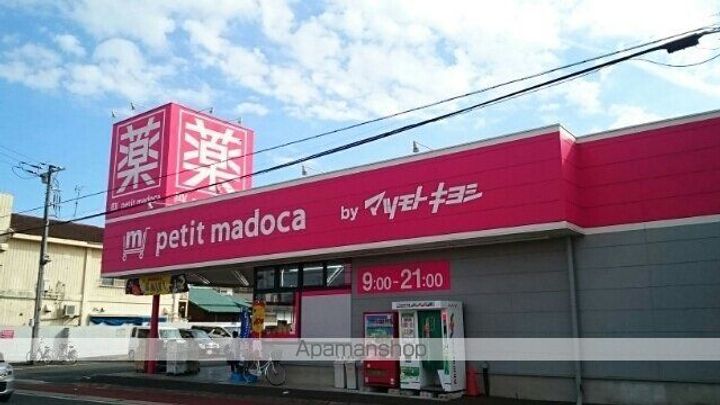 薬
薬
petit madoca
my
m petit madoca by マツモトキヨシ
9:00-21:00
Apamanshop